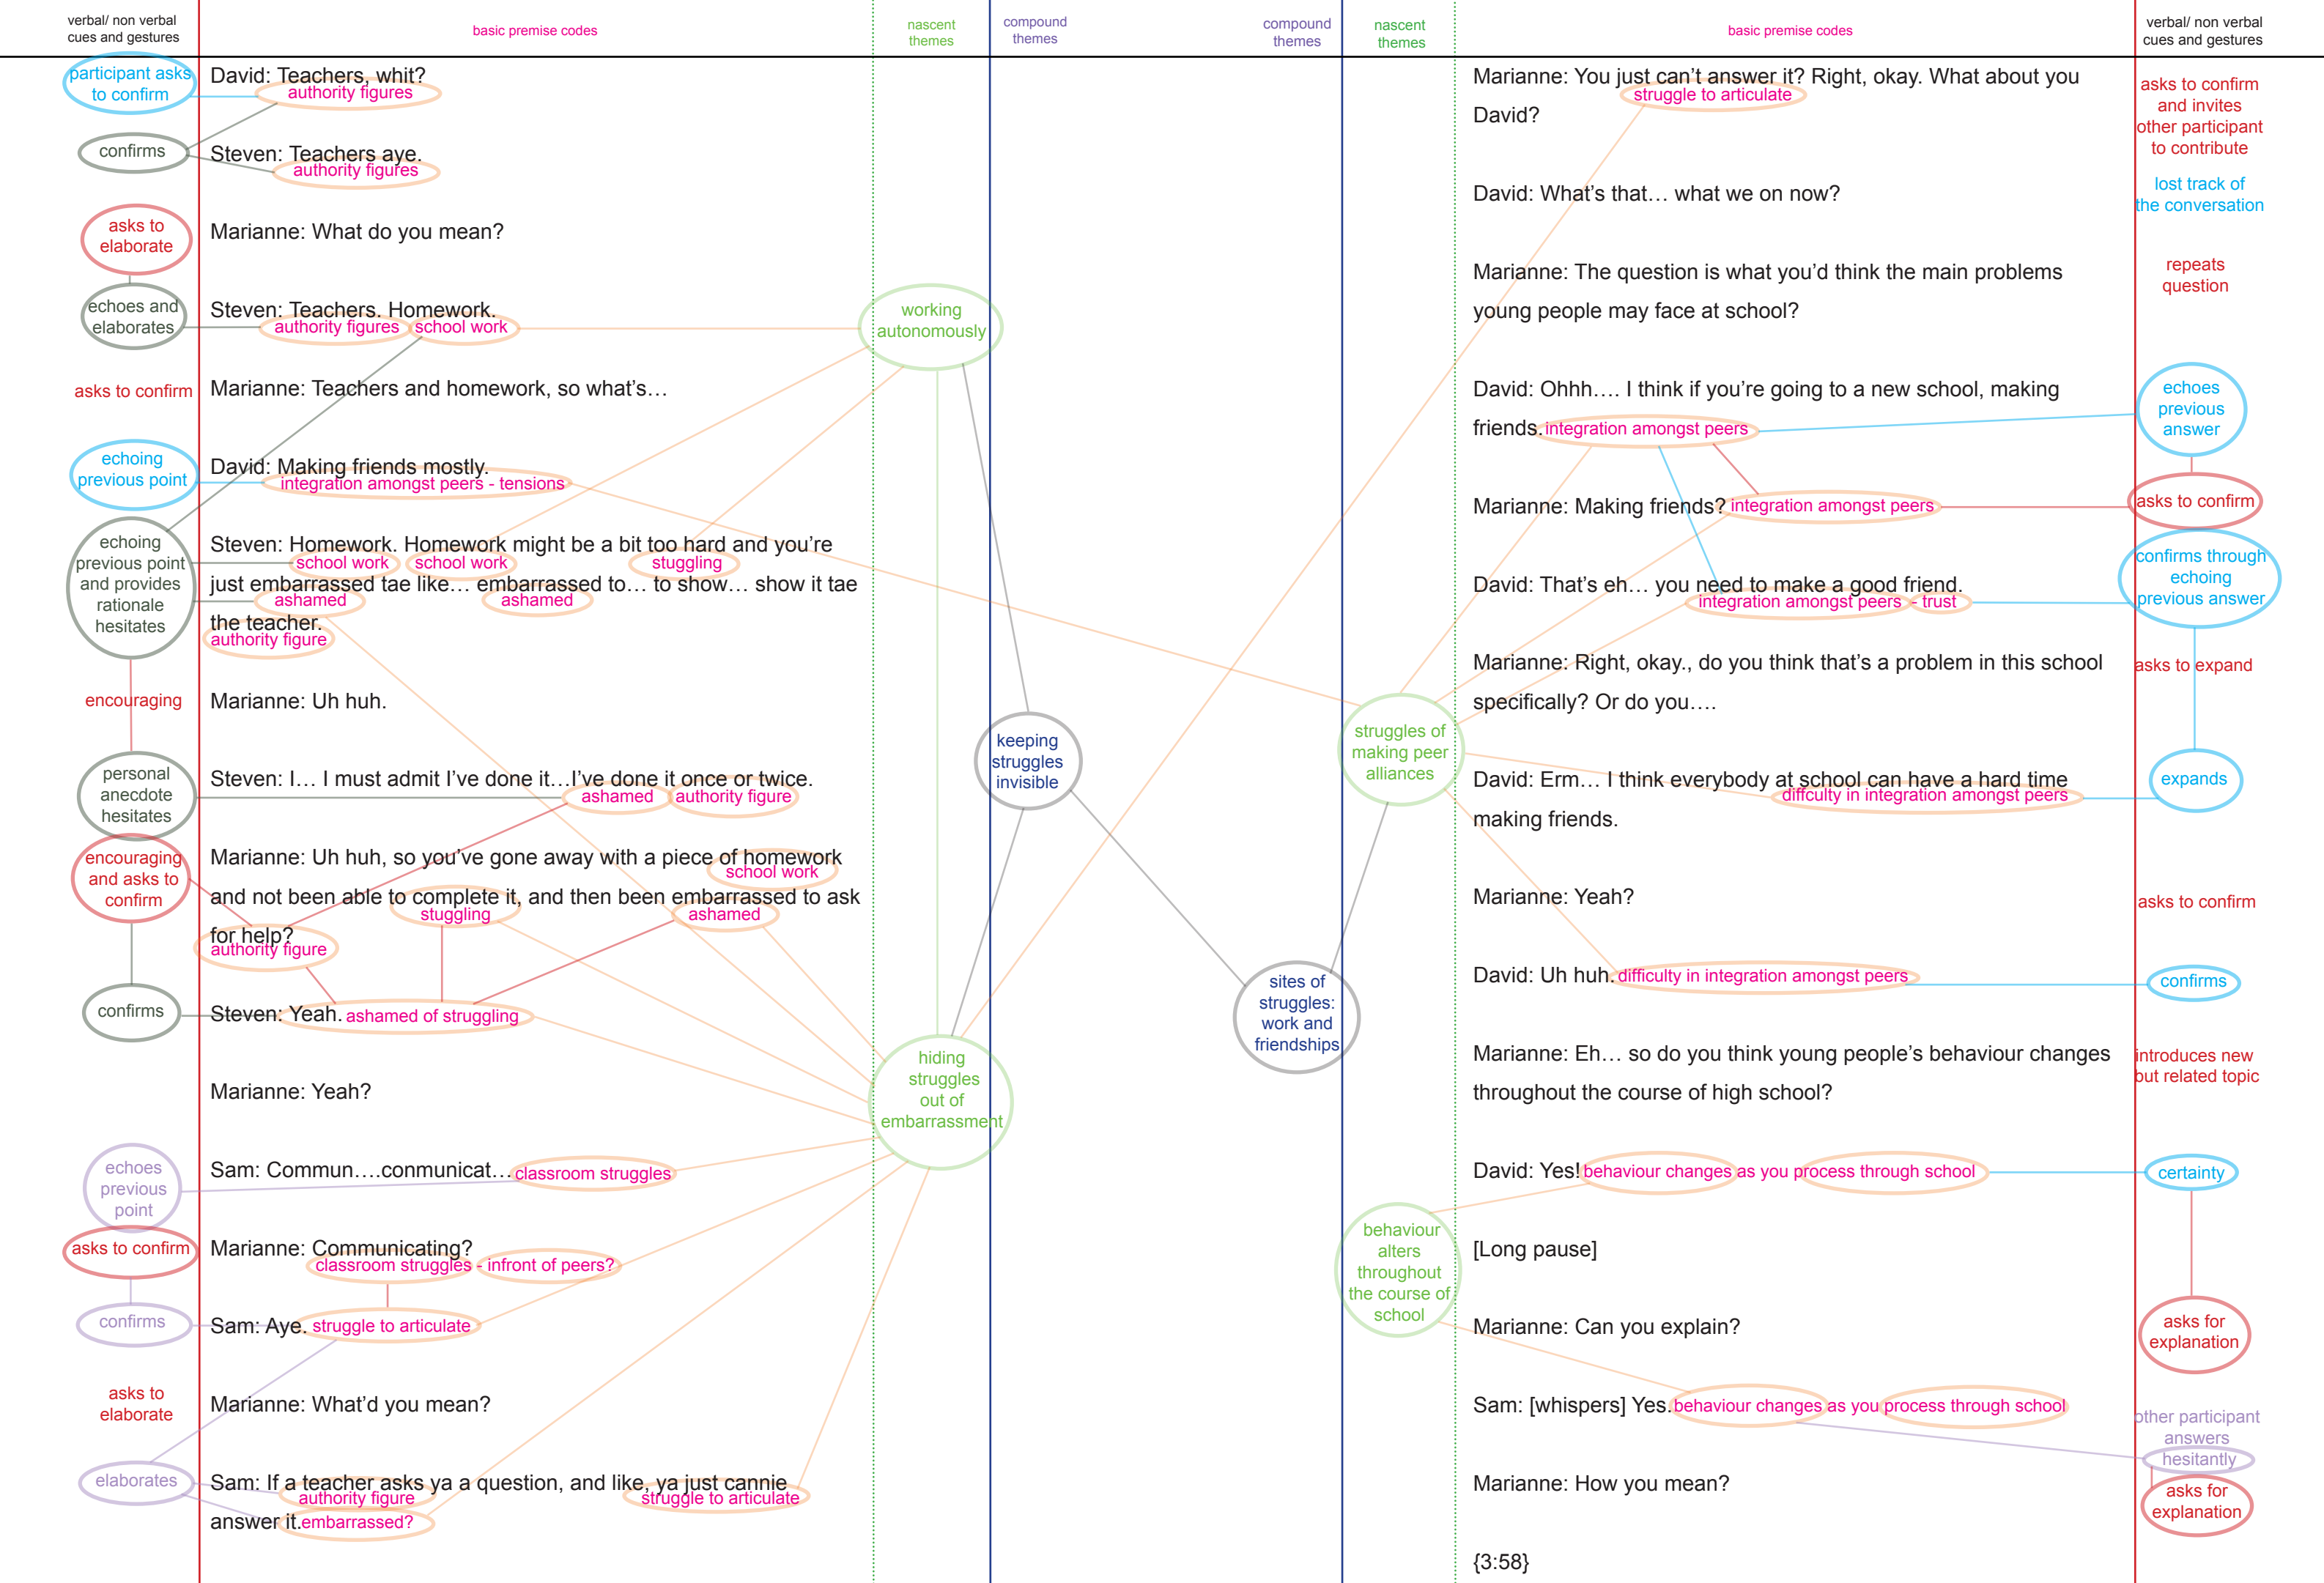 verbal/ non verbal
cues and gestures
basic premise codes
nascent
themes
compound
themes
compound
themes
nascent
themes
basic premise codes
verbal/ non verbal
cues and gestures
participant asks
to confirm
David: Teachers, whit?
authority figures
confirms
Steven: Teachers aye.
authority figures
asks to
elaborate
Marianne: What do you mean?
echoes and
elaborates
Steven: Teachers. Homework.
authority figures
school work
asks to confirm
Marianne: Teachers and homework, so what's…
echoing
previous point
David: Making friends mostly.
integration amongst peers - tensions
echoing
previous point
and provides
rationale
hesitates
Steven: Homework. Homework might be a bit too hard and you're
school work
school work
stuggling
just embarrassed tae like… embarrassed to… to show… show it tae
ashamed
ashamed
the teacher.
authority figure
encouraging
Marianne: Uh huh.
personal
anecdote
hesitates
Steven: I… I must admit I've done it…I've done it once or twice.
ashamed
authority figure
encouraging
and asks to
confirm
Marianne: Uh huh, so you've gone away with a piece of homework
school work
and not been able to complete it, and then been embarrassed to ask
stuggling
ashamed
for help?
authority figure
confirms
Steven: Yeah.
ashamed of struggling
Marianne: Yeah?
echoes
previous
point
Sam: Commun….conmunicat…
classroom struggles
asks to confirm
Marianne: Communicating?
classroom struggles - infront of peers?
confirms
Sam: Aye.
struggle to articulate
asks to
elaborate
Marianne: What'd you mean?
elaborates
Sam: If a teacher asks ya a question, and like, ya just cannie
authority figure
struggle to articulate
answer it.
embarrassed?
working
autonomously
hiding
struggles
out of
embarrassment
keeping
struggles
invisible
sites of
struggles:
work and
friendships
struggles of
making peer
alliances
behaviour
alters
throughout
the course of
school
Marianne: You just can't answer it? Right, okay. What about you
struggle to articulate
David?
asks to confirm
and invites
other participant
to contribute
David: What's that… what we on now?
lost track of
the conversation
Marianne: The question is what you'd think the main problems
young people may face at school?
repeats
question
David: Ohhh…. I think if you're going to a new school, making
friends.
integration amongst peers
echoes
previous
answer
Marianne: Making friends?
integration amongst peers
asks to confirm
David: That's eh… you need to make a good friend.
integration amongst peers - trust
confirms through
echoing
previous answer
Marianne: Right, okay., do you think that's a problem in this school
specifically? Or do you….
asks to expand
David: Erm… I think everybody at school can have a hard time
diffculty in integration amongst peers
making friends.
expands
Marianne: Yeah?
asks to confirm
David: Uh huh.
difficulty in integration amongst peers
confirms
Marianne: Eh… so do you think young people's behaviour changes
throughout the course of high school?
introduces new
but related topic
David: Yes!
behaviour changes as you process through school
certainty
[Long pause]
Marianne: Can you explain?
asks for
explanation
Sam: [whispers] Yes.
behaviour changes as you process through school
other participant
answers
hesitantly
Marianne: How you mean?
asks for
explanation
{3:58}